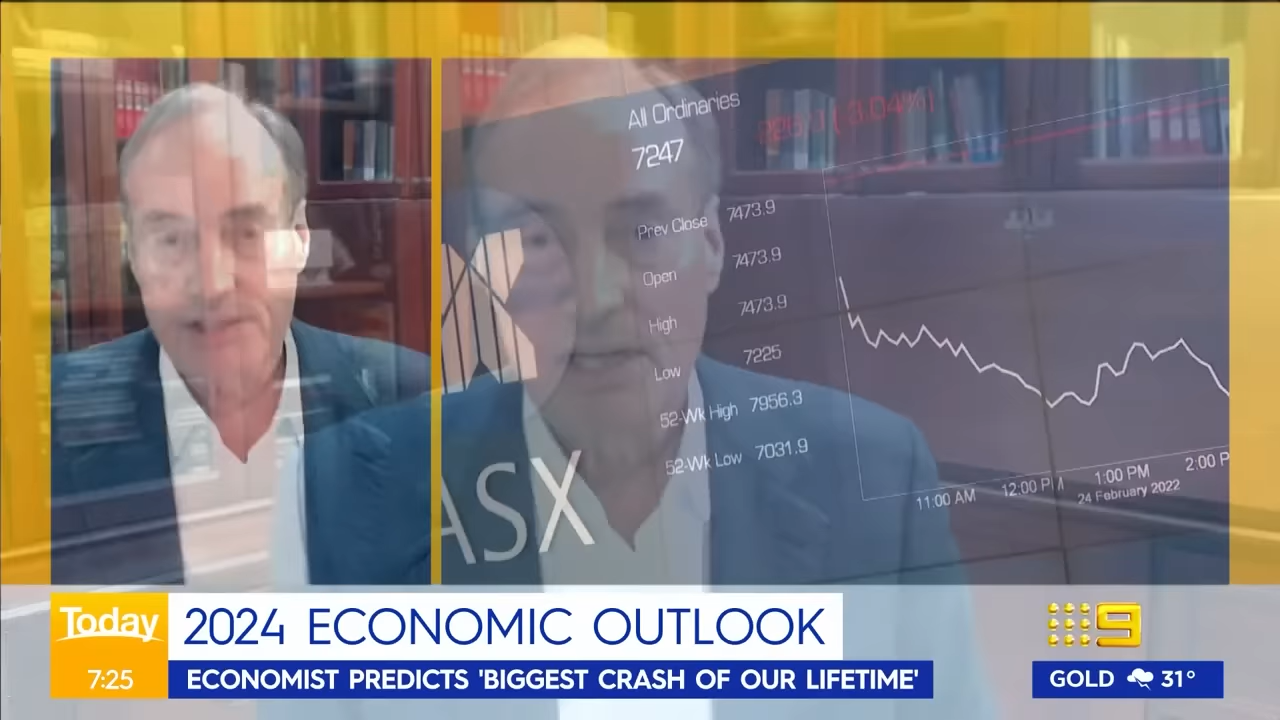 All Ordinaries
7247
Prev Close 7473.9
Open 7473.9
High 7473.9
Low 7225
52-Wk High 7956.3
52-Wk Low 7031.9
11:00 AM 12:00 PM 1:00 PM 2:00 P
24 February 2022
ASX
Today
7:25
2024 ECONOMIC OUTLOOK
ECONOMIST PREDICTS 'BIGGEST CRASH OF OUR LIFETIME'
9
GOLD 31°